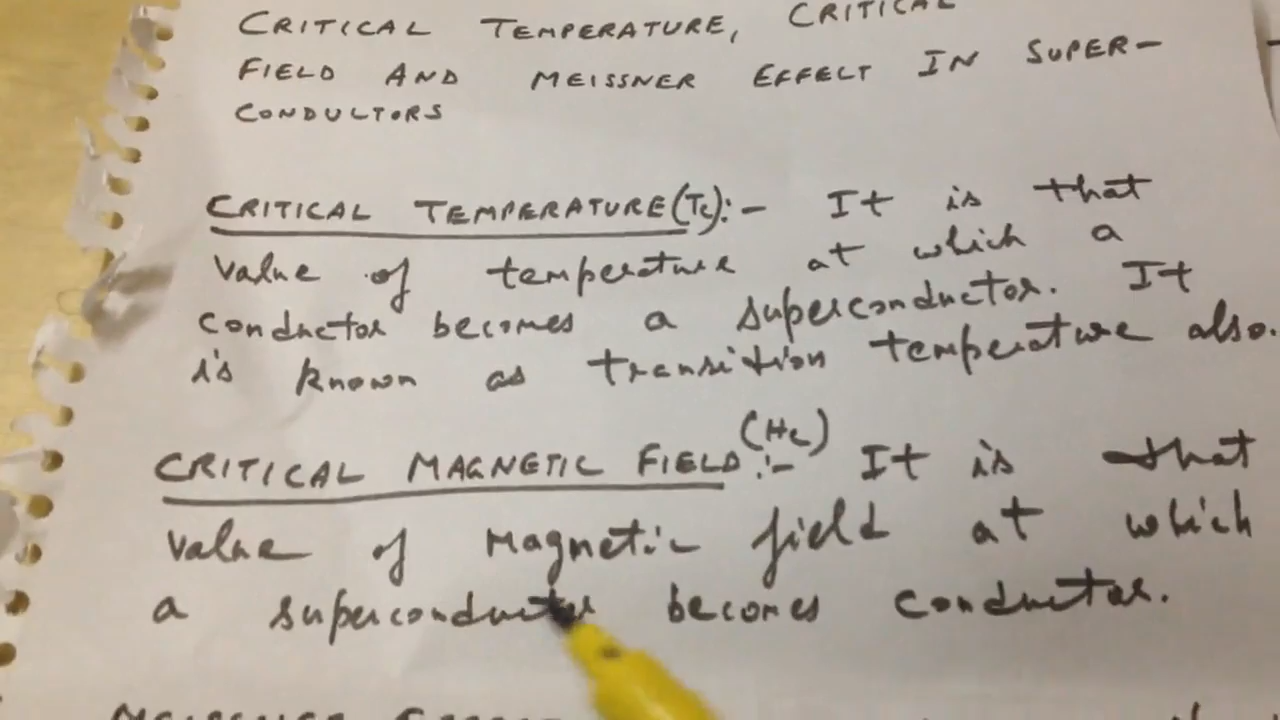 CRITICAL TEMPERATURE, CRITICAL
FIELD AND MEISSNER EFFECT IN SUPER-
CONDUCTORS
CRITICAL TEMPERATURE(Tc):- It is that
value of temperature at which a
conductor becomes a superconductor. It
is known as transition temperature also.
CRITICAL MAGNETIC FIELD (Hc) :- It is that
value of Magnetic field at which
a superconductor becomes conductor.